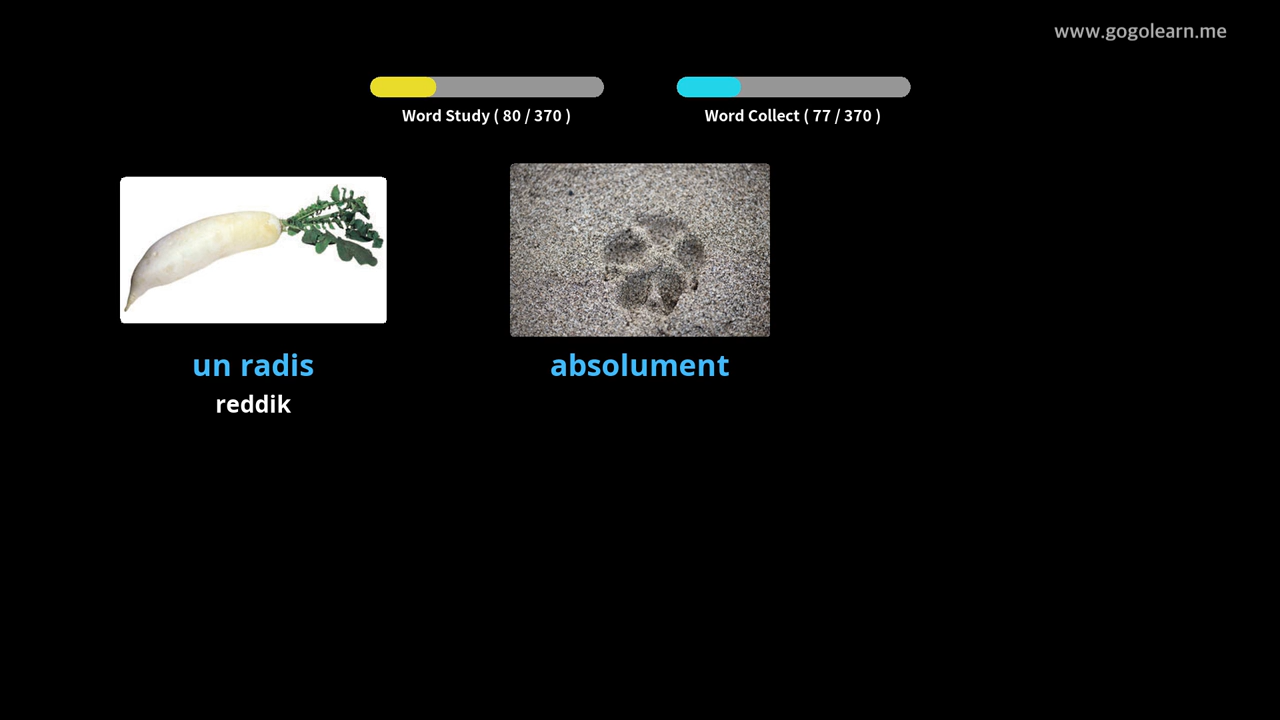 www.gogolearn.me
Word Study ( 80 / 370 )
Word Collect ( 77 / 370 )
un radis
reddik
absolument